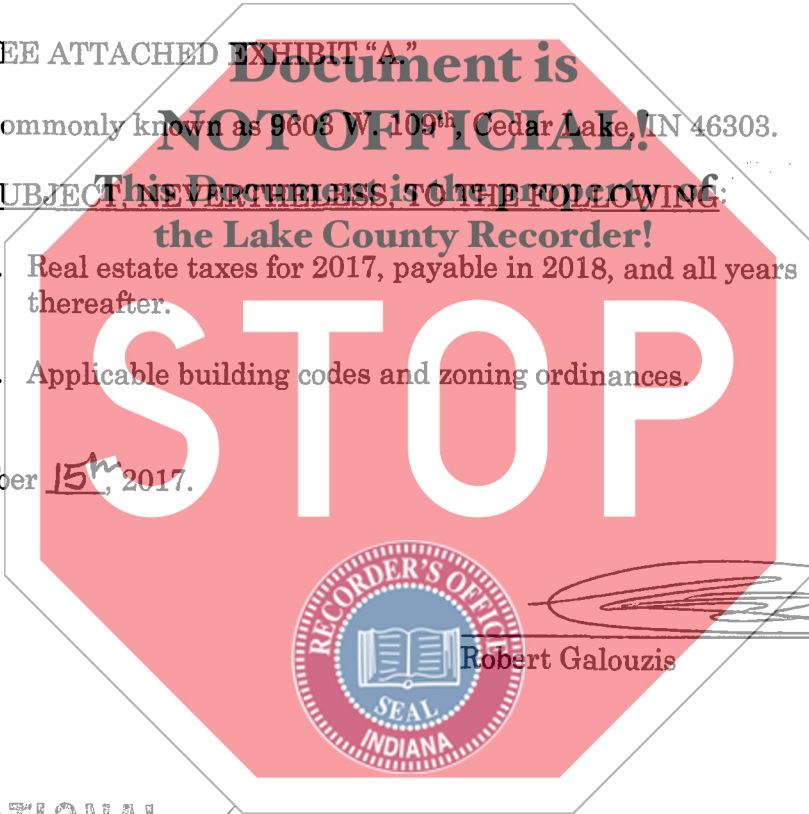 EE ATTACHED EXHIBIT “A.”
Document is
ommonly known as 9603 W. 109th, Cedar Lake, IN 46303.
NOT OFFICIAL!
UBJECT, NEVERTHELESS, TO THE FOLLOWING:
This Document is the property of
the Lake County Recorder!
Real estate taxes for 2017, payable in 2018, and all years
thereafter.
STOP
Applicable building codes and zoning ordinances.
ber 15th, 2017.
RECORDER'S OFFICE
SEAL
INDIANA
Robert Galouzis
ATIONAL